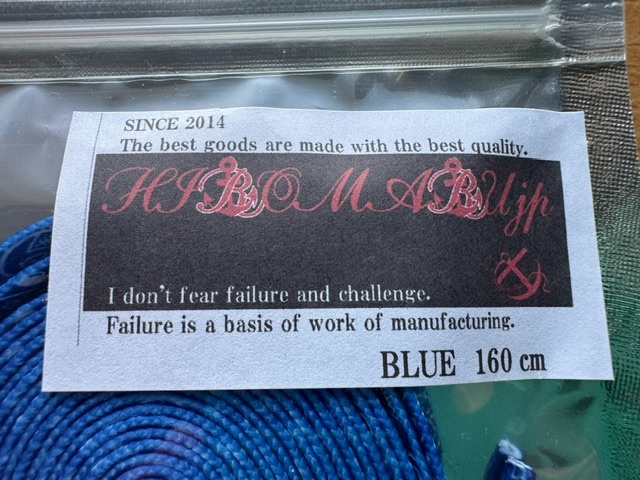 SINCE 2014
The best goods are made with the best quality.
HIBOMABUjp
I don't fear failure and challenge.
Failure is a basis of work of manufacturing.
BLUE 160 cm